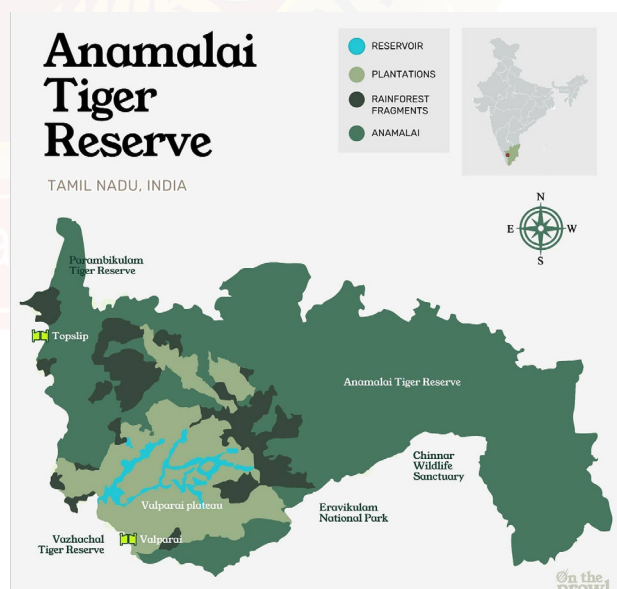 Anamalai
Tiger
Reserve
TAMIL NADU, INDIA
RESERVOIR
PLANTATIONS
RAINFOREST
FRAGMENTS
ANAMALAI
N
E
W
S
Parambikulam
Tiger Reserve
Topslip
Anamalai Tiger Reserve
Chinnar
Wildlife
Sanctuary
Valparai plateau
Eravikulam
National Park
Vazhachal
Tiger Reserve
Valparai
On the
prowl